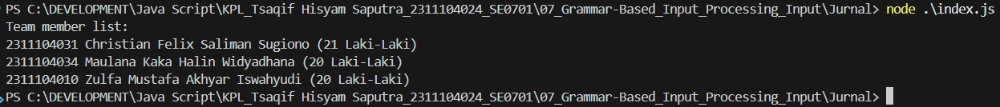 PS C:\DEVELOPMENT\Java Script\KPL_Tsaqif Hisyam Saputra_2311104024_SE0701\07_Grammar-Based_Input_Processing_Input\Jurnal> node .\index.js
Team member list:
2311104031 Christian Felix Saliman Sugiono (21 Laki-Laki)
2311104034 Maulana Kaka Halin Widyadhana (20 Laki-Laki)
2311104010 Zulfa Mustafa Akhyar Iswahyudi (20 Laki-Laki)
PS C:\DEVELOPMENT\Java Script\KPL_Tsaqif Hisyam Saputra_2311104024_SE0701\07_Grammar-Based_Input_Processing_Input\Jurnal>